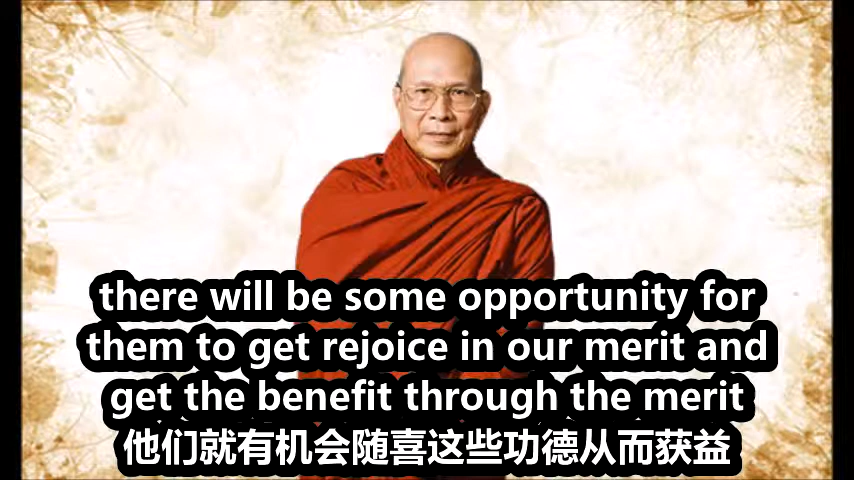 there will be some opportunity for
them to get rejoice in our merit and
get the benefit through the merit
他们就有机会随喜这些功德从而获益